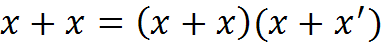 x + x = (x + x)(x + x′)